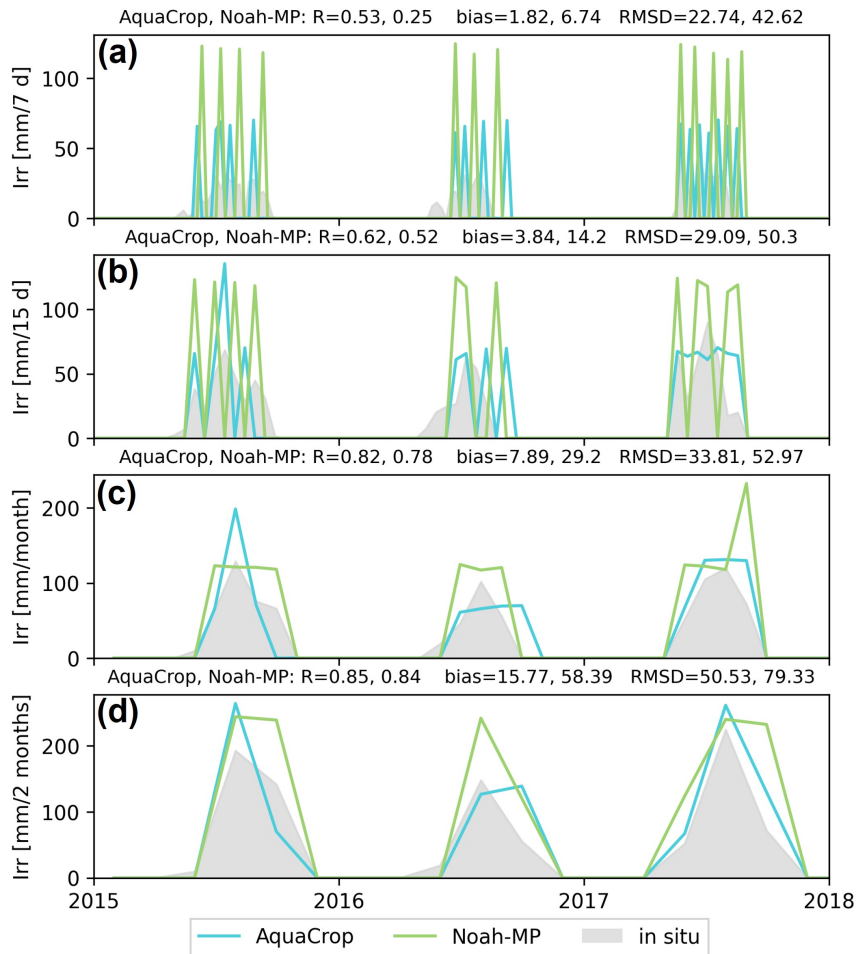 AquaCrop, Noah-MP: R=0.53, 0.25 bias=1.82, 6.74 RMSD=22.74, 42.62
(a)
Irr [mm/7 d]
100
50
0
AquaCrop, Noah-MP: R=0.62, 0.52 bias=3.84, 14.2 RMSD=29.09, 50.3
(b)
Irr [mm/15 d]
100
50
0
AquaCrop, Noah-MP: R=0.82, 0.78 bias=7.89, 29.2 RMSD=33.81, 52.97
(c)
Irr [mm/month]
200
100
0
AquaCrop, Noah-MP: R=0.85, 0.84 bias=15.77, 58.39 RMSD=50.53, 79.33
(d)
Irr [mm/2 months]
200
100
0
2015 2016 2017 2018
AquaCrop Noah-MP in situ